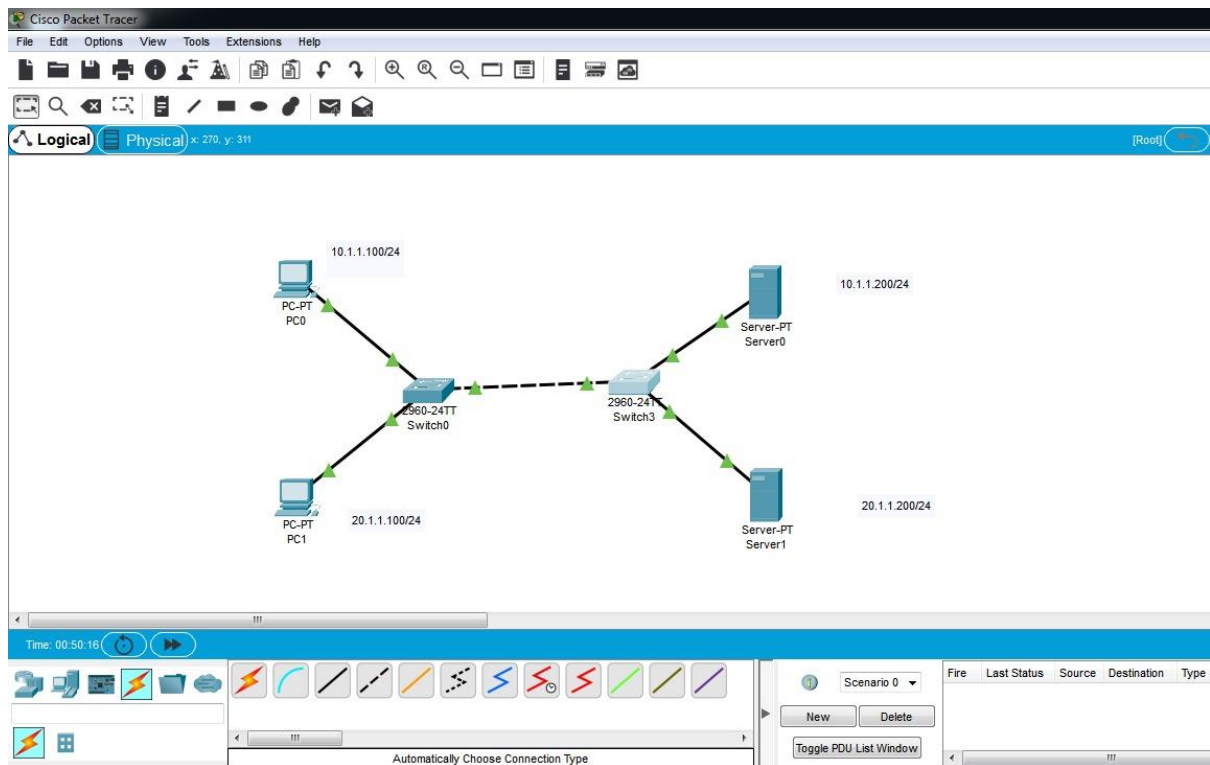 Cisco Packet Tracer
File Edit Options View Tools Extensions Help
Logical Physical x: 270, y: 311 [Root]
10.1.1.100/24
PC-PT
PC0
10.1.1.200/24
Server-PT
Server0
2960-24TT
Switch0
2960-24TT
Switch3
PC-PT
PC1
20.1.1.100/24
20.1.1.200/24
Server-PT
Server1
Time: 00:50:16
Scenario 0
Fire Last Status Source Destination Type
New Delete
Toggle PDU List Window
Automatically Choose Connection Type